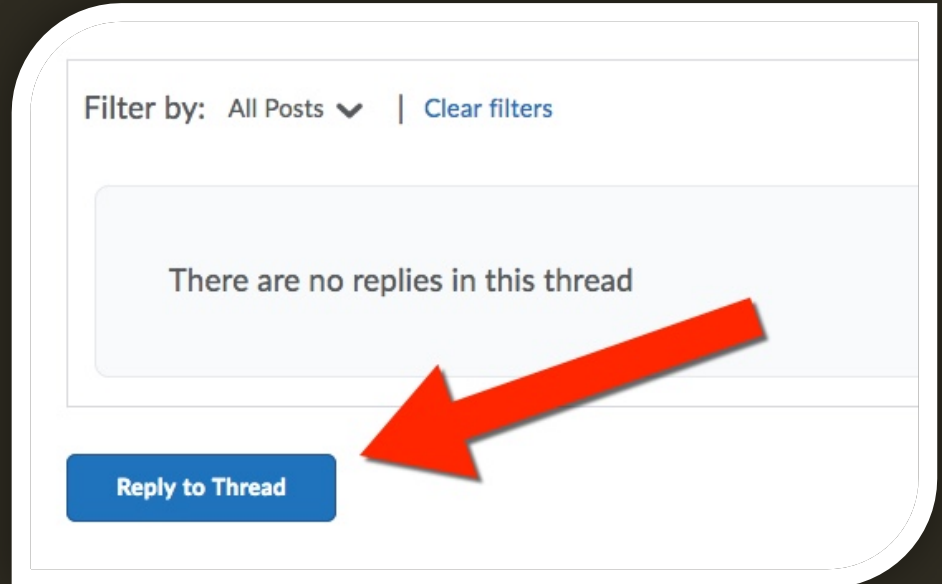 Filter by: All Posts | Clear filters
There are no replies in this thread
Reply to Thread